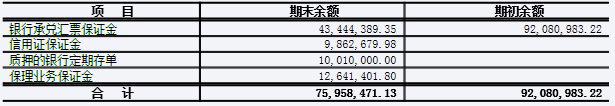 项 目 期末余额 期初余额
银行承兑汇票保证金 43,444,389.35 92,080,983.22
信用证保证金 9,862,679.98
质押的银行定期存单 10,010,000.00
保理业务保证金 12,641,401.80
合 计 75,958,471.13 92,080,983.22